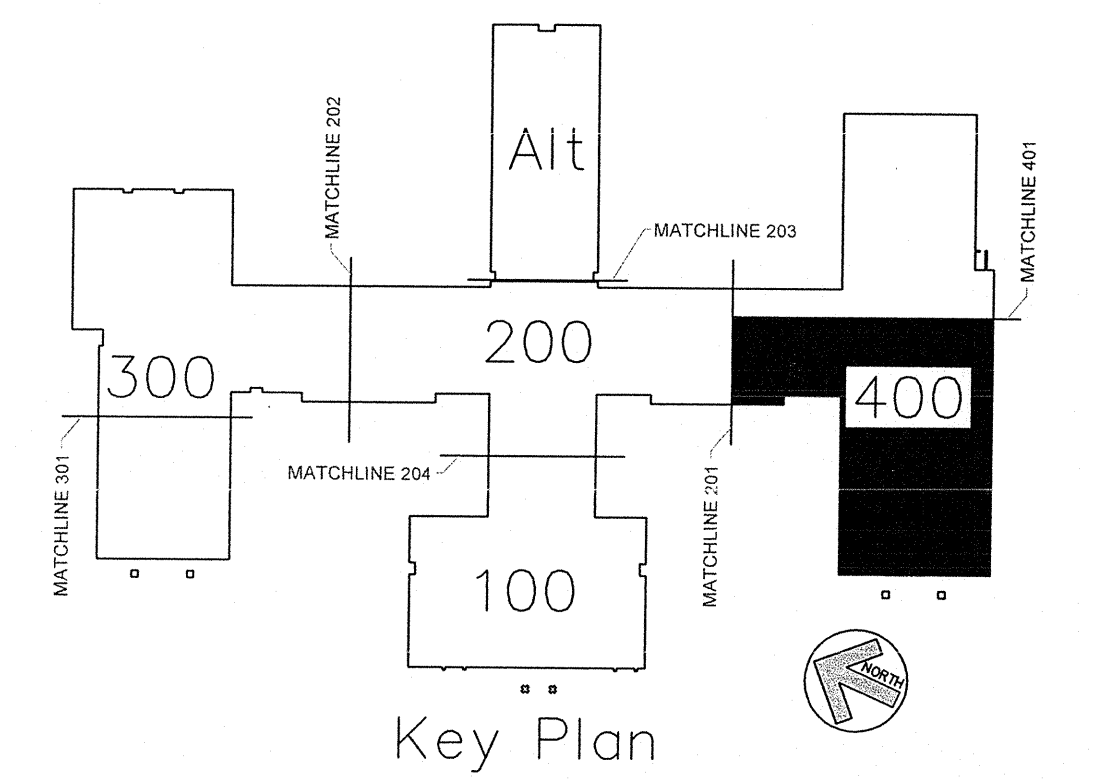 Alt
MATCHLINE 202
MATCHLINE 203
MATCHLINE 401
200
300
400
MATCHLINE 204
MATCHLINE 301
MATCHLINE 201
100
NORTH
Key Plan